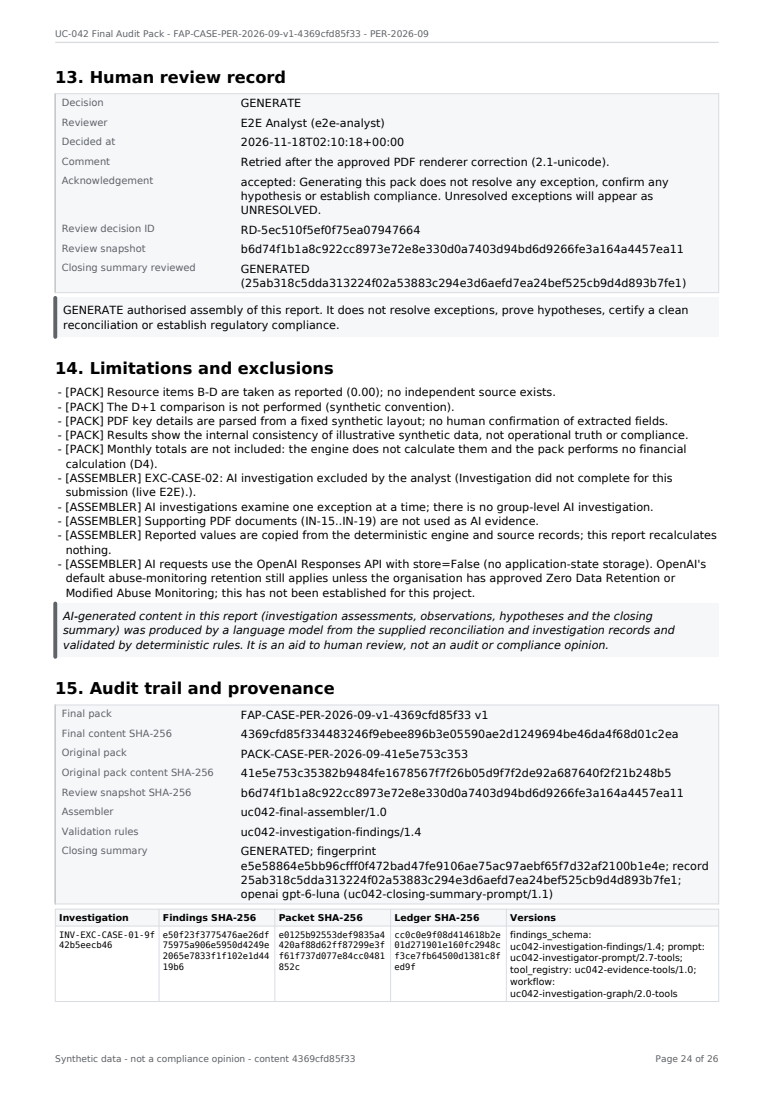 UC-042 Final Audit Pack - FAP-CASE-PER-2026-09-v1-4369cfd85f33 - PER-2026-09
13. Human review record
Decision GENERATE
Reviewer E2E Analyst (e2e-analyst)
Decided at 2026-11-18T02:10:18+00:00
Comment Retried after the approved PDF renderer correction (2.1-unicode).
Acknowledgement accepted: Generating this pack does not resolve any exception, confirm any
hypothesis or establish compliance. Unresolved exceptions will appear as
UNRESOLVED.
Review decision ID RD-5ec510f5ef0f75ea07947664
Review snapshot b6d74f1b1a8c922cc8973e72e8e330d0a7403d94bd6d9266fe3a164a4457ea11
Closing summary reviewed GENERATED
(25ab318c5dda313224f02a53883c294e3d6aefd7ea24bef525cb9d4d893b7fe1)
GENERATE authorised assembly of this report. It does not resolve exceptions, prove hypotheses, certify a clean
reconciliation or establish regulatory compliance.
14. Limitations and exclusions
- [PACK] Resource items B-D are taken as reported (0.00); no independent source exists.
- [PACK] The D+1 comparison is not performed (synthetic convention).
- [PACK] PDF key details are parsed from a fixed synthetic layout; no human confirmation of extracted fields.
- [PACK] Results show the internal consistency of illustrative synthetic data, not operational truth or compliance.
- [PACK] Monthly totals are not included: the engine does not calculate them and the pack performs no financial
calculation (D4).
- [ASSEMBLER] EXC-CASE-02: AI investigation excluded by the analyst (Investigation did not complete for this
submission (live E2E).).
- [ASSEMBLER] AI investigations examine one exception at a time; there is no group-level AI investigation.
- [ASSEMBLER] Supporting PDF documents (IN-15..IN-19) are not used as AI evidence.
- [ASSEMBLER] Reported values are copied from the deterministic engine and source records; this report recalculates
nothing.
- [ASSEMBLER] AI requests use the OpenAI Responses API with store=False (no application-state storage). OpenAI's
default abuse-monitoring retention still applies unless the organisation has approved Zero Data Retention or
Modified Abuse Monitoring; this has not been established for this project.
AI-generated content in this report (investigation assessments, observations, hypotheses and the closing
summary) was produced by a language model from the supplied reconciliation and investigation records and
validated by deterministic rules. It is an aid to human review, not an audit or compliance opinion.
15. Audit trail and provenance
Final pack FAP-CASE-PER-2026-09-v1-4369cfd85f33 v1
Final content SHA-256 4369cfd85f334483246f9ebee896b3e05590ae2d1249694be46da4f68d01c2ea
Original pack PACK-CASE-PER-2026-09-41e5e753c353
Original pack content SHA-256 41e5e753c35382b9484fe1678567f7f26b05d9f7f2de92a687640f2f21b248b5
Review snapshot SHA-256 b6d74f1b1a8c922cc8973e72e8e330d0a7403d94bd6d9266fe3a164a4457ea11
Assembler uc042-final-assembler/1.0
Validation rules uc042-investigation-findings/1.4
Closing summary GENERATED; fingerprint
e5e58864e5bb96cfff0f472bad47fe9106ae75ac97aebf65f7d32af2100b1e4e; record
25ab318c5dda313224f02a53883c294e3d6aefd7ea24bef525cb9d4d893b7fe1;
openai gpt-6-luna (uc042-closing-summary-prompt/1.1)
Investigation Findings SHA-256 Packet SHA-256 Ledger SHA-256 Versions
INV-EXC-CASE-01-9f e50f23f3775476ae26df e0125b92553def9835a4 cc0c0e9f08d414618b2e findings_schema:
42b5eecb46 75975a906e5950d4249e 420af88d62ff87299e3f 01d271901e160fc2948c uc042-investigation-findings/1.4; prompt:
2065e7833f1f102e1d44 f61f737d077e84cc0481 f3ce7fb64500d1381c8f uc042-investigator-prompt/2.7-tools;
19b6 852c ed9f tool_registry: uc042-evidence-tools/1.0;
workflow:
uc042-investigation-graph/2.0-tools
Synthetic data - not a compliance opinion - content 4369cfd85f33 Page 24 of 26